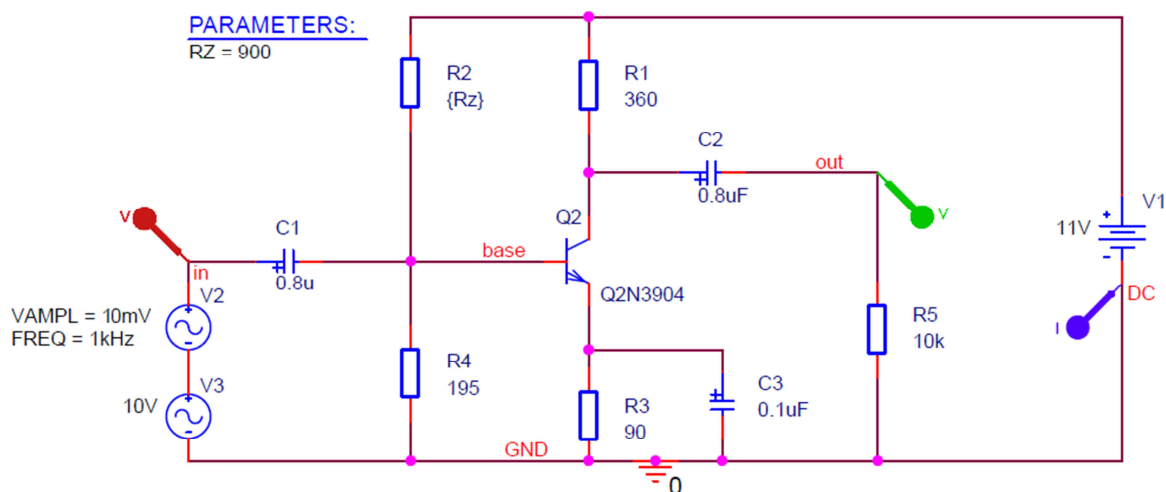 PARAMETERS:
RZ = 900
R2
{Rz}
R1
360
C2
0.8uF
out
V
V1
11V
DC
I
V
in
C1
0.8u
base
Q2
Q2N3904
V2
VAMPL = 10mV
FREQ = 1kHz
V3
10V
R4
195
R3
90
C3
0.1uF
R5
10k
GND
0